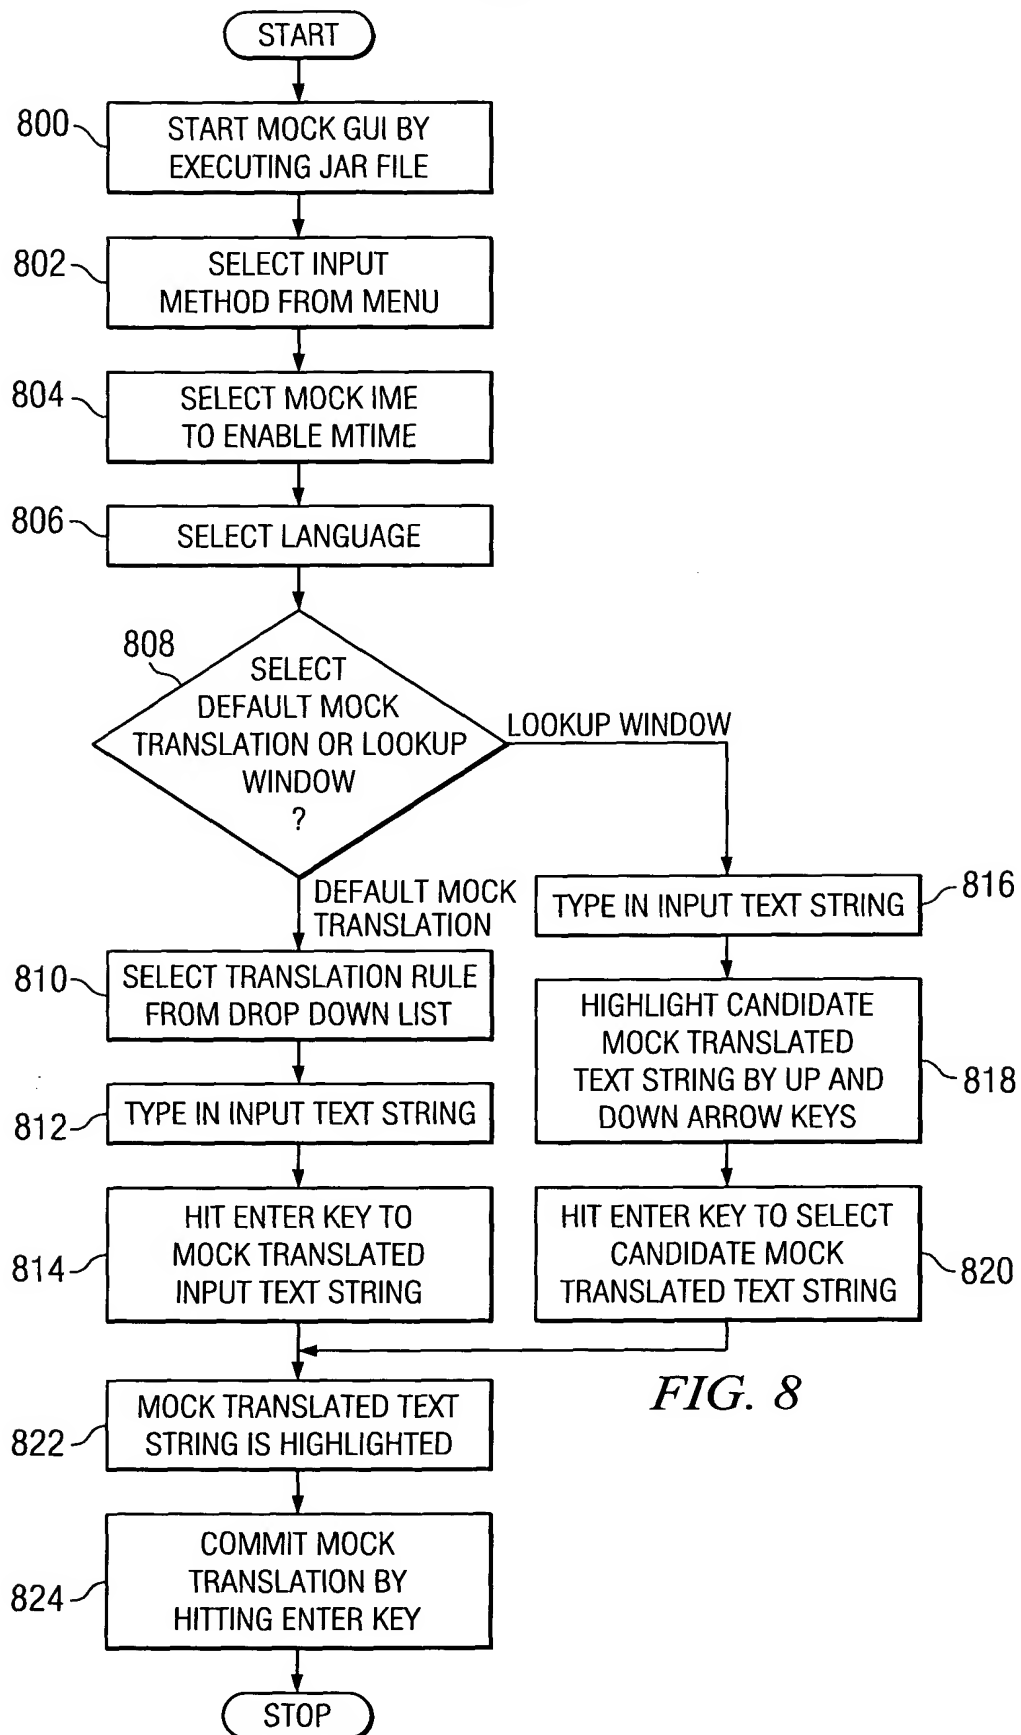 START
800
START MOCK GUI BY
EXECUTING JAR FILE
802
SELECT INPUT
METHOD FROM MENU
804
SELECT MOCK IME
TO ENABLE MTIME
806
SELECT LANGUAGE
808
SELECT
DEFAULT MOCK
TRANSLATION OR LOOKUP
WINDOW
?
LOOKUP WINDOW
DEFAULT MOCK
TRANSLATION
810
SELECT TRANSLATION RULE
FROM DROP DOWN LIST
812
TYPE IN INPUT TEXT STRING
814
HIT ENTER KEY TO
MOCK TRANSLATED
INPUT TEXT STRING
816
TYPE IN INPUT TEXT STRING
818
HIGHLIGHT CANDIDATE
MOCK TRANSLATED
TEXT STRING BY UP AND
DOWN ARROW KEYS
820
HIT ENTER KEY TO SELECT
CANDIDATE MOCK
TRANSLATED TEXT STRING
822
MOCK TRANSLATED TEXT
STRING IS HIGHLIGHTED
824
COMMIT MOCK
TRANSLATION BY
HITTING ENTER KEY
STOP
FIG. 8